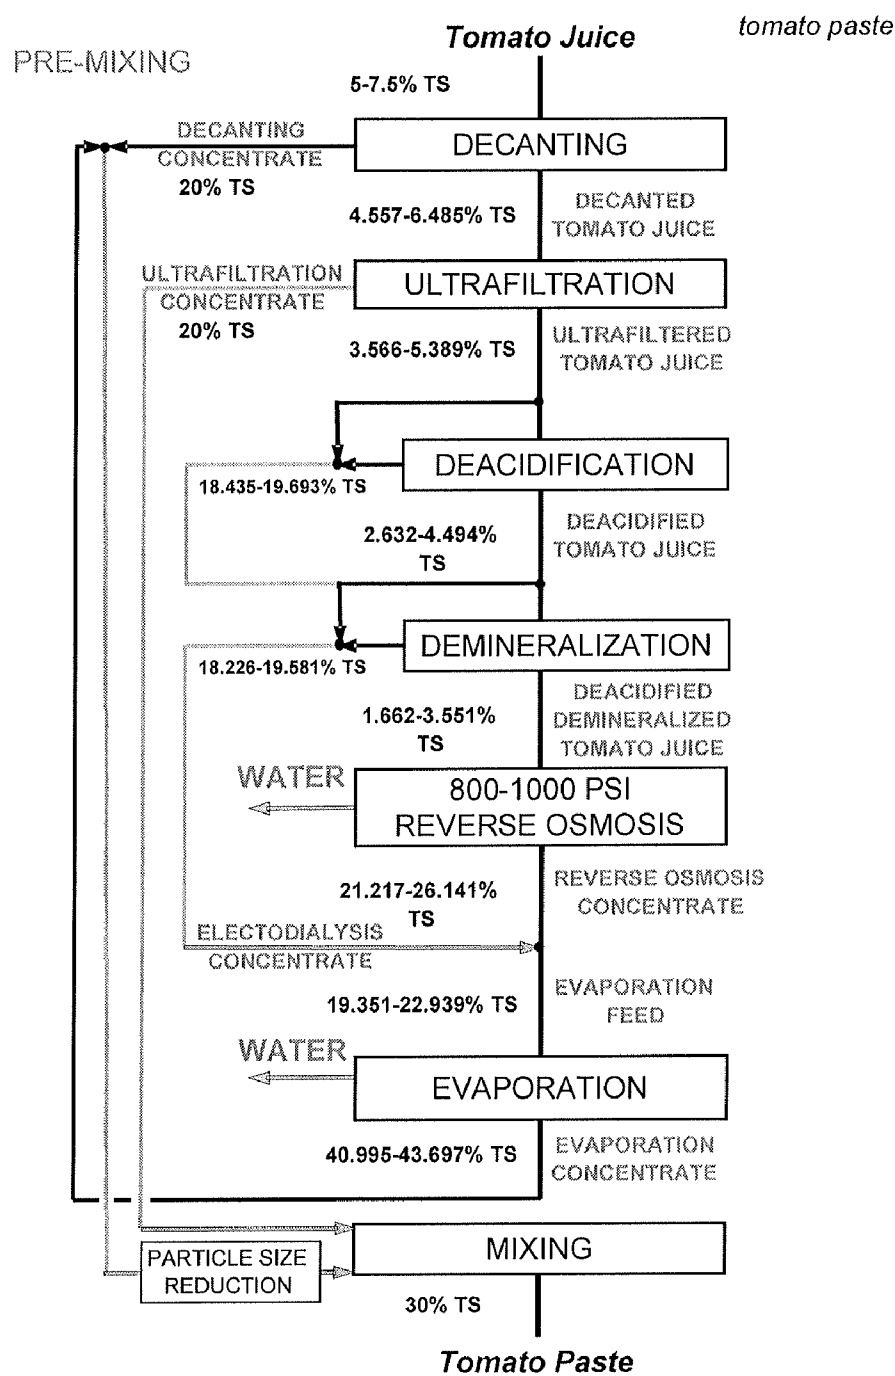 tomato paste
Tomato Juice
PRE-MIXING
5-7.5% TS
DECANTING
CONCENTRATE
20% TS
DECANTING
4.557-6.485% TS
DECANTED
TOMATO JUICE
ULTRAFILTRATION
CONCENTRATE
20% TS
ULTRAFILTRATION
3.566-5.389% TS
ULTRAFILTERED
TOMATO JUICE
DEACIDIFICATION
18.435-19.693% TS
2.632-4.494%
TS
DEACIDIFIED
TOMATO JUICE
DEMINERALIZATION
18.226-19.581% TS
1.662-3.551%
TS
DEACIDIFIED
DEMINERALIZED
TOMATO JUICE
WATER
800-1000 PSI
REVERSE OSMOSIS
21.217-26.141%
TS
REVERSE OSMOSIS
CONCENTRATE
ELECTODIALYSIS
CONCENTRATE
19.351-22.939% TS
EVAPORATION
FEED
WATER
EVAPORATION
40.995-43.697% TS
EVAPORATION
CONCENTRATE
MIXING
PARTICLE SIZE
REDUCTION
30% TS
Tomato Paste